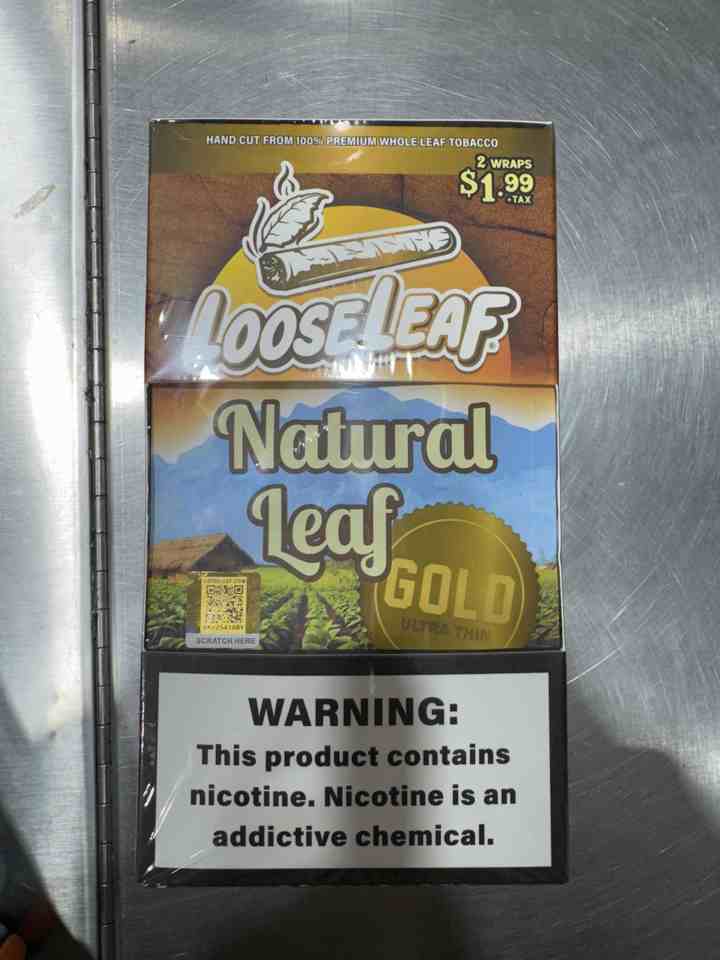 HAND CUT FROM 100% PREMIUM WHOLE LEAF TOBACCO
2 WRAPS
$1.99
+TAX
LOOSELEAF®
Natural
Leaf
GOLD
ULTRA THIN
SCRATCH HERE
WARNING:
This product contains
nicotine. Nicotine is an
addictive chemical.